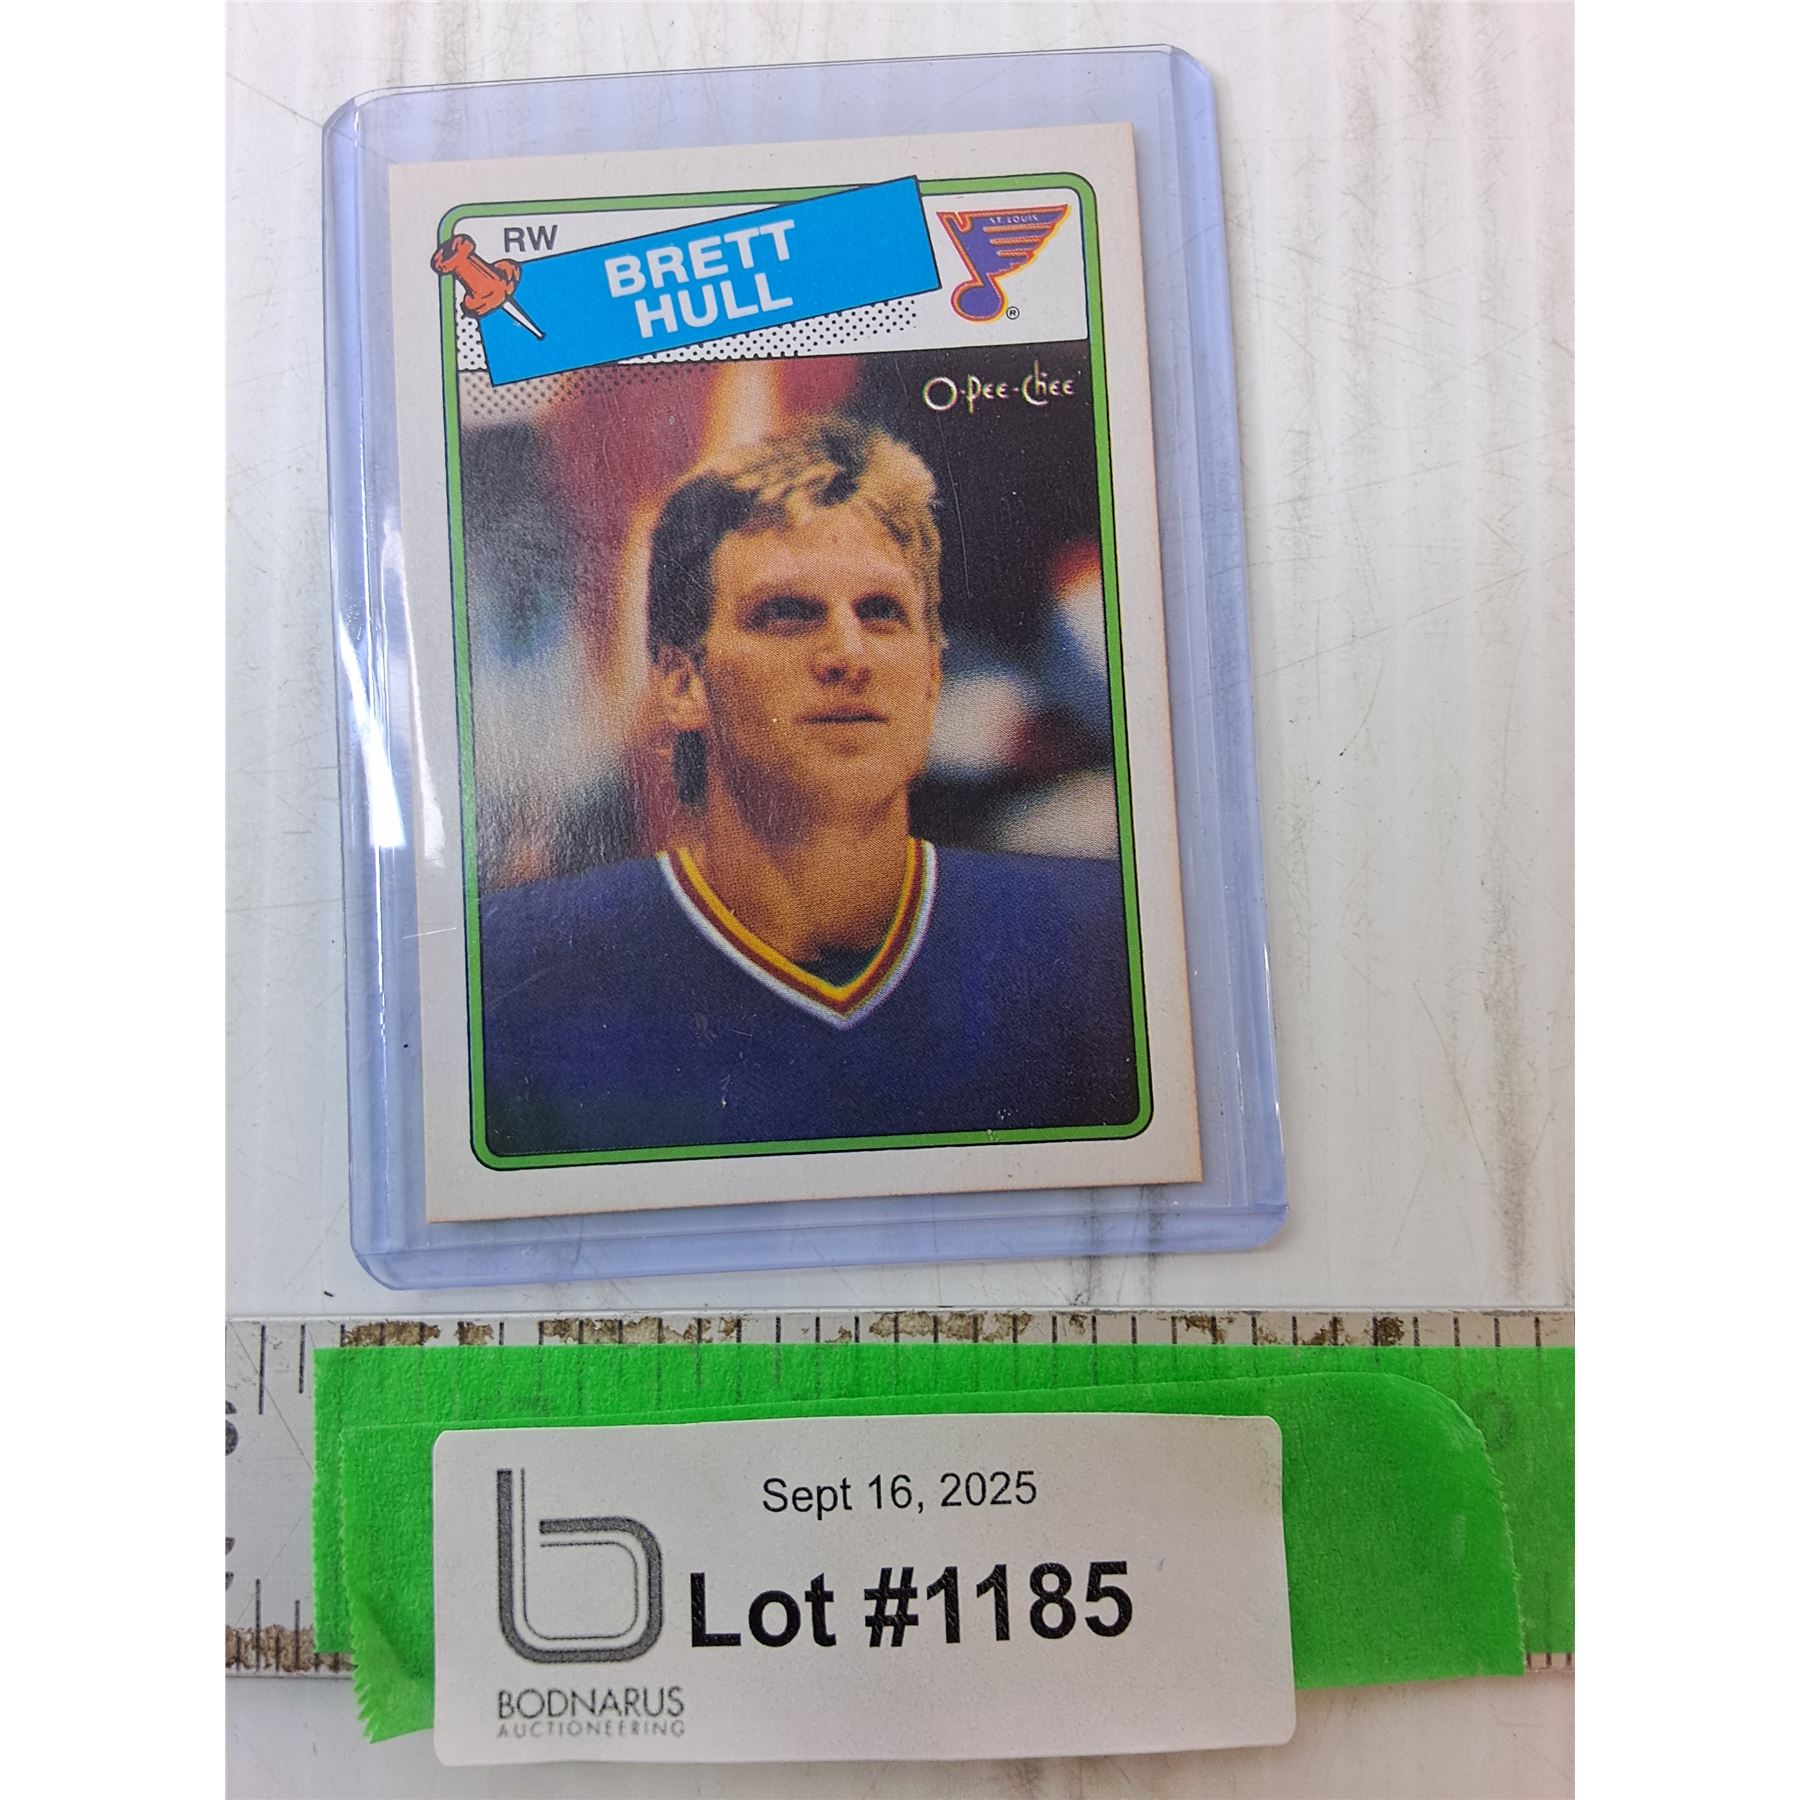 RW
BRETT
HULL
ST. LOUIS
®
O-Pee-Chee
Sept 16, 2025
Lot #1185
BODNARUS
AUCTIONEERING